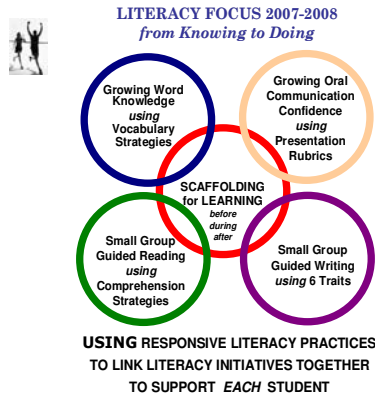 LITERACY FOCUS 2007-2008
from Knowing to Doing
Growing Word
Knowledge
using
Vocabulary
Strategies
Growing Oral
Communication
Confidence
using
Presentation
Rubrics
SCAFFOLDING
for LEARNING
before
during
after
Small Group
Guided Reading
using
Comprehension
Strategies
Small Group
Guided Writing
using 6 Traits
USING RESPONSIVE LITERACY PRACTICES
TO LINK LITERACY INITIATIVES TOGETHER
TO SUPPORT EACH STUDENT